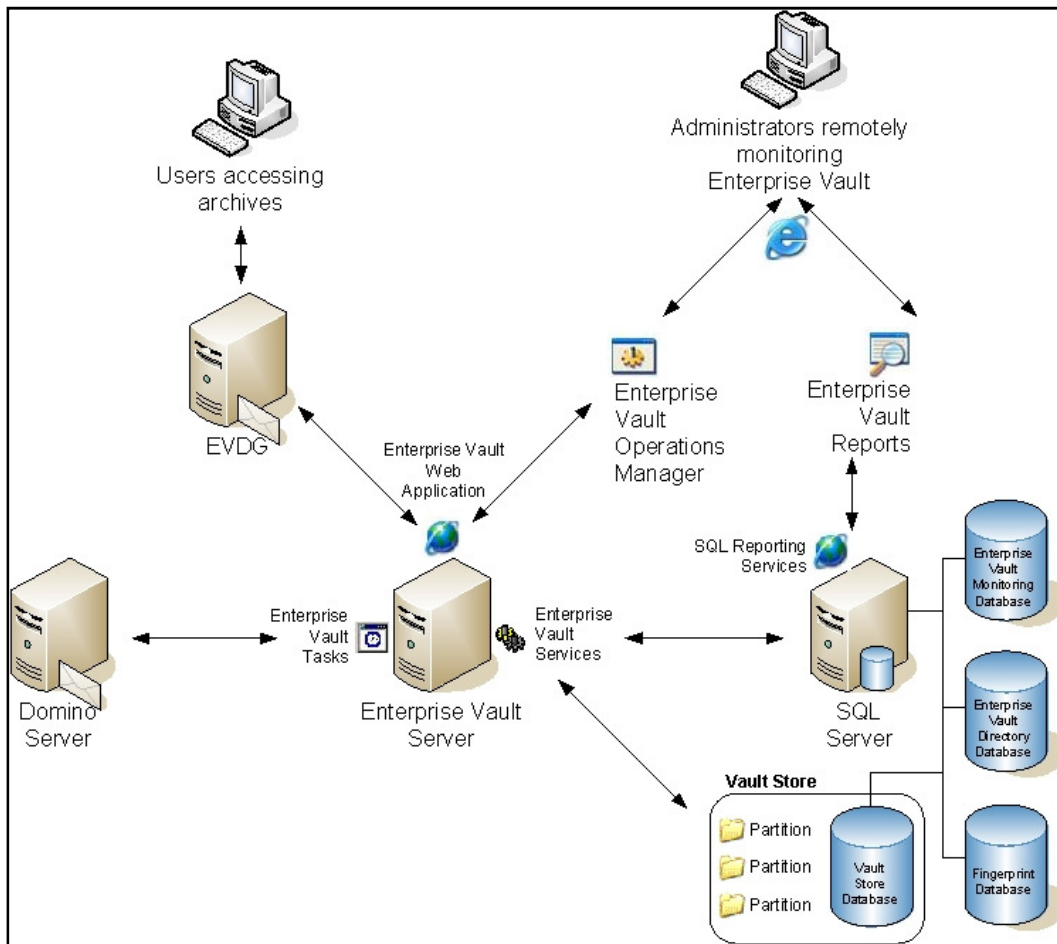 Users accessing
archives
Administrators remotely
monitoring
Enterprise Vault
EVDG
Enterprise Vault
Web
Application
Enterprise
Vault
Operations
Manager
Enterprise
Vault
Reports
SQL Reporting
Services
Enterprise
Vault
Monitoring
Database
Domino
Server
Enterprise
Vault
Tasks
Enterprise Vault
Server
Enterprise
Vault
Services
SQL
Server
Enterprise
Vault
Directory
Database
Vault Store
Partition
Partition
Partition
Vault
Store
Database
Fingerprint
Database